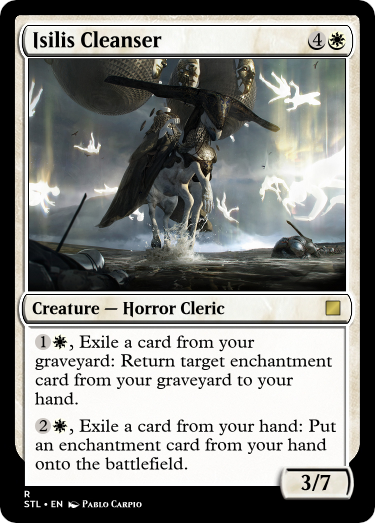 Isilis Cleanser 4
1, Exile a card from your
graveyard: Return target enchantment
card from your graveyard to your
hand.
2, Exile a card from your hand: Put
an enchantment card from your hand
onto the battlefield.
Creature — Horror Cleric
3/7
R
STL • EN Pablo Carpio